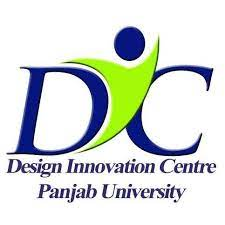 DIC
Design Innovation Centre
Panjab University